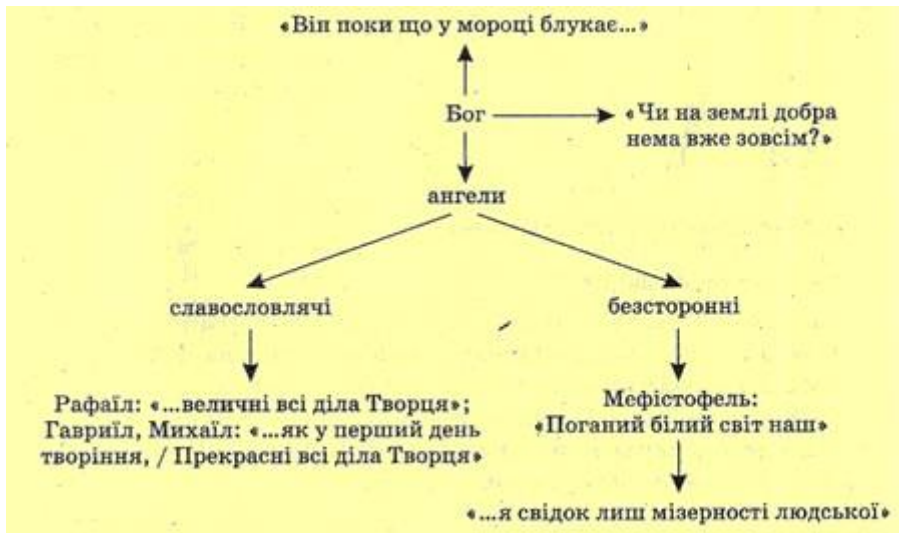 «Він поки що у мороці блукає...»
Бог
«Чи на землі добра
нема вже зовсім?»
ангели
славословлячі
безсторонні
Рафаїл: «...величні всі діла Творця»;
Гавриїл, Михаїл: «...як у перший день
творіння, / Прекрасні всі діла Творця»
Мефістофель:
«Поганий білий світ наш»
«...я свідок лиш мізерності людської»